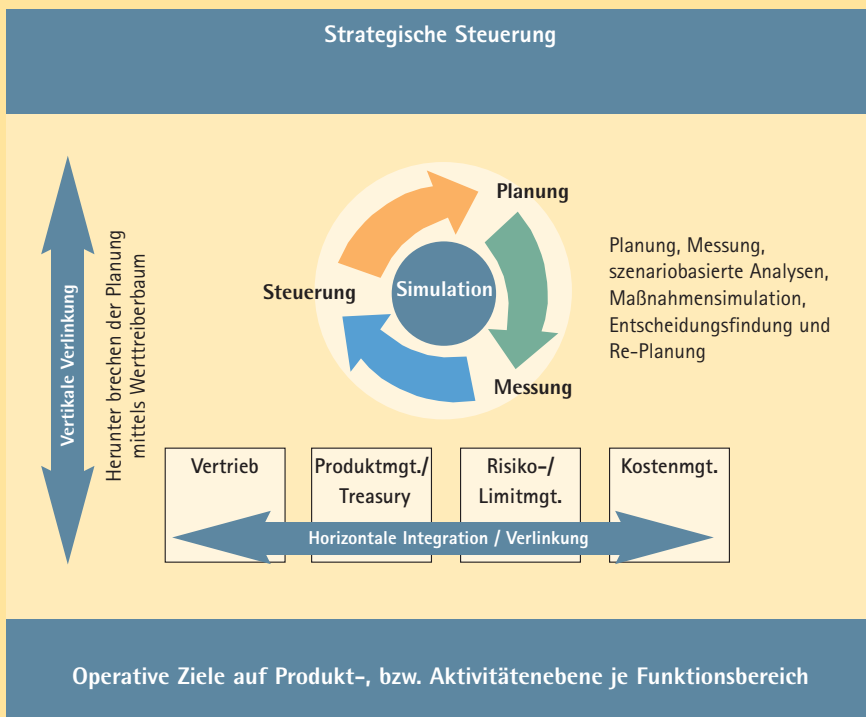 Strategische Steuerung
Vertikale Verlinkung
Herunter brechen der Planung
mittels Werttreiberbaum
Planung
Steuerung
Simulation
Messung
Planung, Messung,
szenariobasierte Analysen,
Maßnahmensimulation,
Entscheidungsfindung und
Re-Planung
Vertrieb
Produktmgt./
Treasury
Risiko-/
Limitmgt.
Kostenmgt.
Horizontale Integration / Verlinkung
Operative Ziele auf Produkt-, bzw. Aktivitätenebene je Funktionsbereich